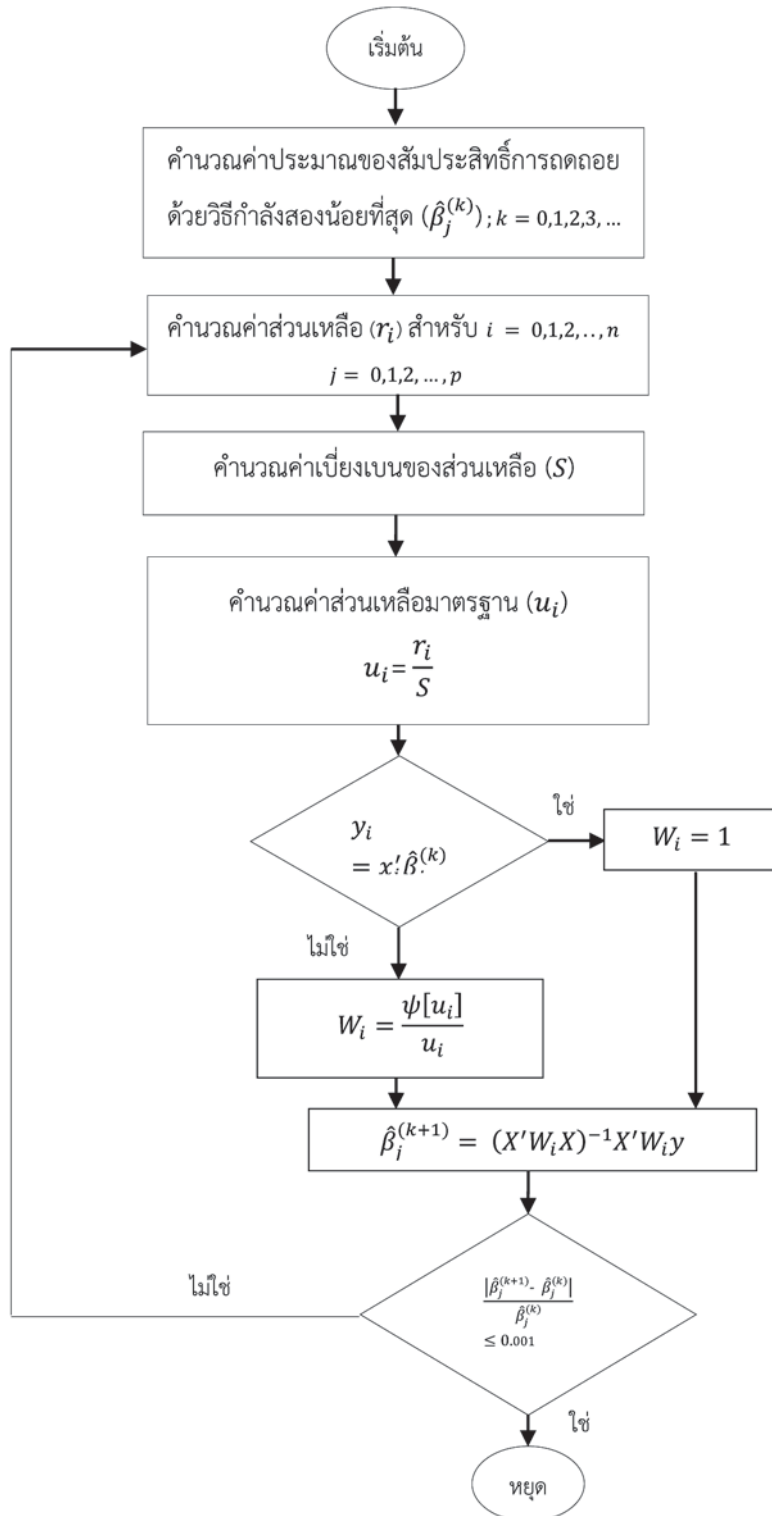 เริ่มต้น
คำนวณค่าประมาณของสัมประสิทธิ์การถดถอย
ด้วยวิธีกำลังสองน้อยที่สุด (β̂_j^(k)) ; k = 0,1,2,3, …
คำนวณค่าส่วนเหลือ (r_i) สำหรับ i = 0,1,2,..,n
j = 0,1,2, …,p
คำนวณค่าเบี่ยงเบนของส่วนเหลือ (S)
คำนวณค่าส่วนเหลือมาตรฐาน (u_i)
u_i = r_i / S
y_i
= x′ β̂^(k)
ใช่
W_i = 1
ไม่ใช่
W_i = ψ[u_i] / u_i
β̂_j^(k+1) = (X′W_iX)^−1 X′W_iy
|β̂_j^(k+1) - β̂_j^(k)| / β̂_j^(k)
≤ 0.001
ไม่ใช่
ใช่
หยุด